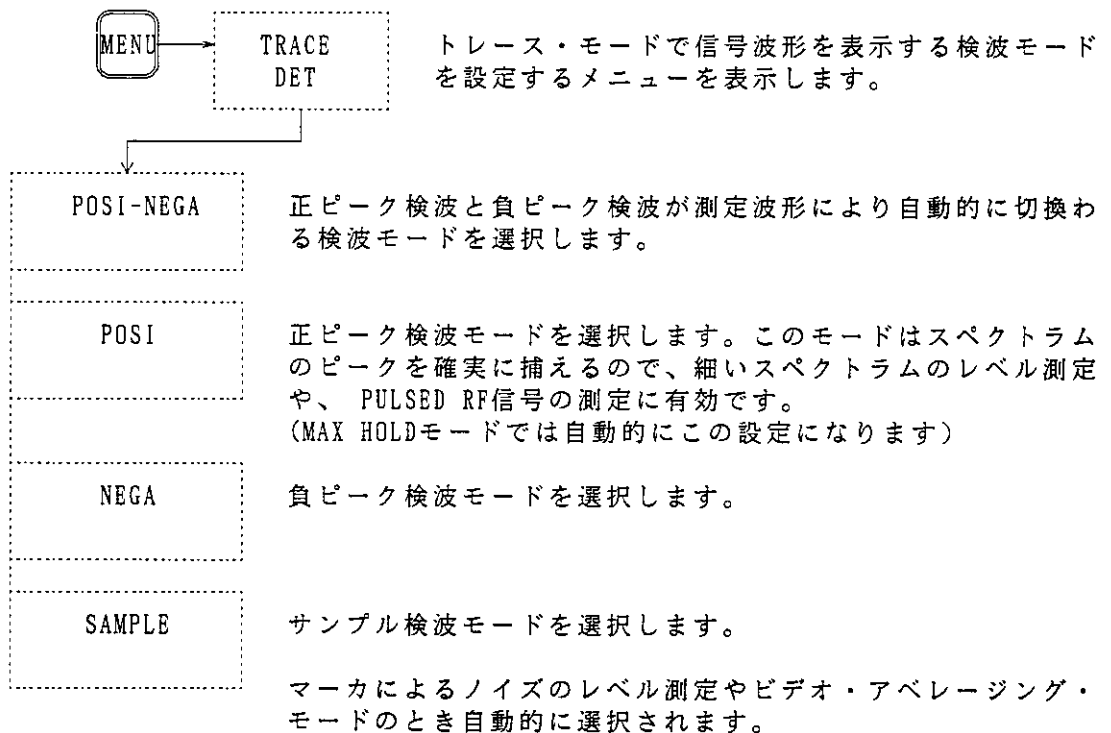 MENU
TRACE
DET
トレース・モードで信号波形を表示する検波モード
を設定するメニューを表示します。
POSI-NEGA
正ピーク検波と負ピーク検波が測定波形により自動的に切換わ
る検波モードを選択します。
POSI
正ピーク検波モードを選択します。このモードはスペクトラム
のピークを確実に捕えるので、細いスペクトラムのレベル測定
や、 PULSED RF信号の測定に有効です。
(MAX HOLDモードでは自動的にこの設定になります)
NEGA
負ピーク検波モードを選択します。
SAMPLE
サンプル検波モードを選択します。
マーカによるノイズのレベル測定やビデオ・アベレージング・
モードのとき自動的に選択されます。